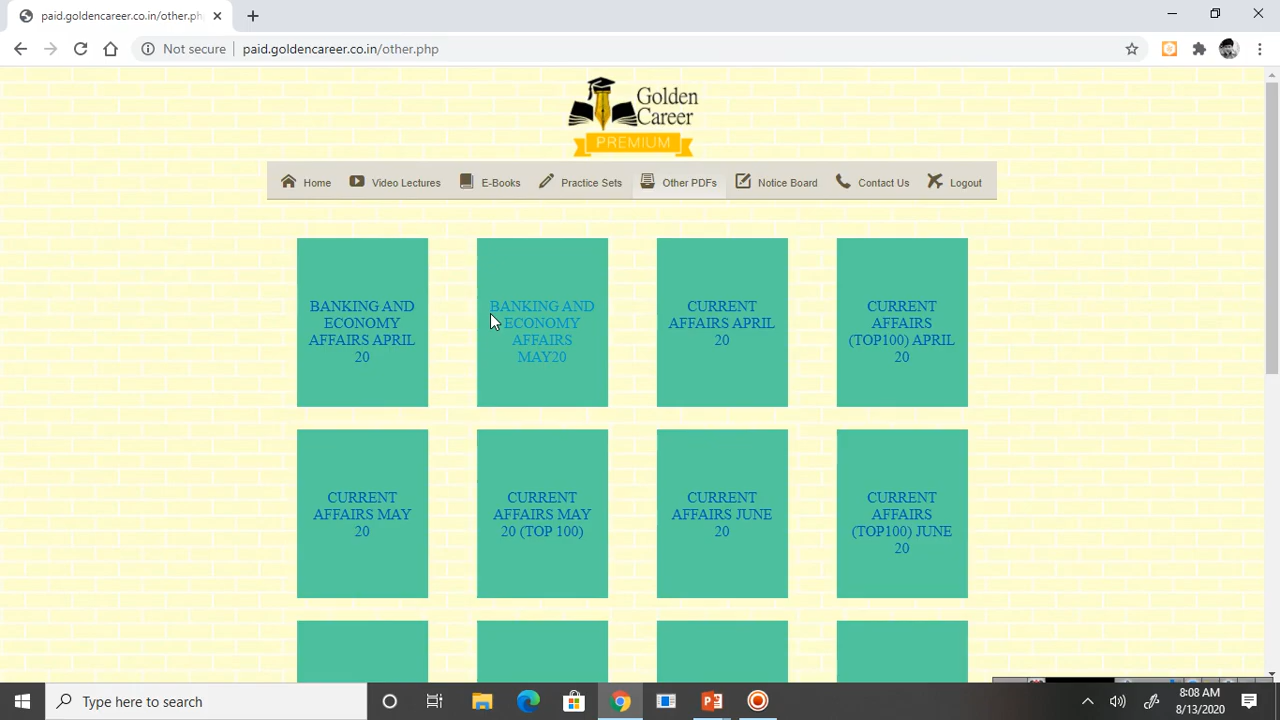 paid.goldencareer.co.in/other.php
Not secure
paid.goldencareer.co.in/other.php
Golden
Career
PREMIUM
Home
Video Lectures
E-Books
Practice Sets
Other PDFs
Notice Board
Contact Us
Logout
BANKING AND
ECONOMY
AFFAIRS APRIL
20
BANKING AND
ECONOMY
AFFAIRS
MAY20
CURRENT
AFFAIRS APRIL
20
CURRENT
AFFAIRS
(TOP100) APRIL
20
CURRENT
AFFAIRS MAY
20
CURRENT
AFFAIRS MAY
20 (TOP 100)
CURRENT
AFFAIRS JUNE
20
CURRENT
AFFAIRS
(TOP100) JUNE
20
Type here to search
8:08 AM
8/13/2020